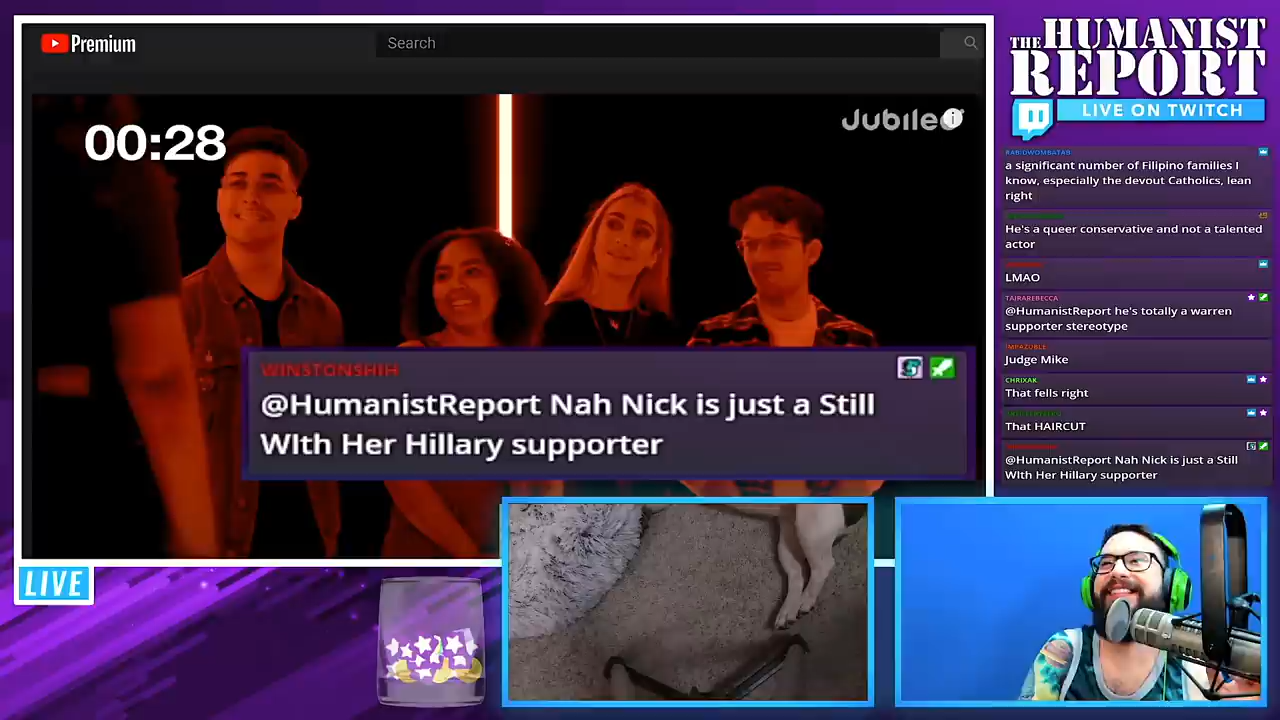 Premium
Search
00:28
Jubilee
WINSTONSHIH
@HumanistReport Nah Nick is just a Still
WIth Her Hillary supporter
LIVE
THE HUMANIST
REPORT
LIVE ON TWITCH
RABIDWOMBATAB
a significant number of Filipino families I
know, especially the devout Catholics, lean
right
He's a queer conservative and not a talented
actor
LMAO
TAIRAREBECCA
@HumanistReport he's totally a warren
supporter stereotype
IMPAZUBLE
Judge Mike
CHRIXAK
That fells right
That HAIRCUT
@HumanistReport Nah Nick is just a Still
WIth Her Hillary supporter